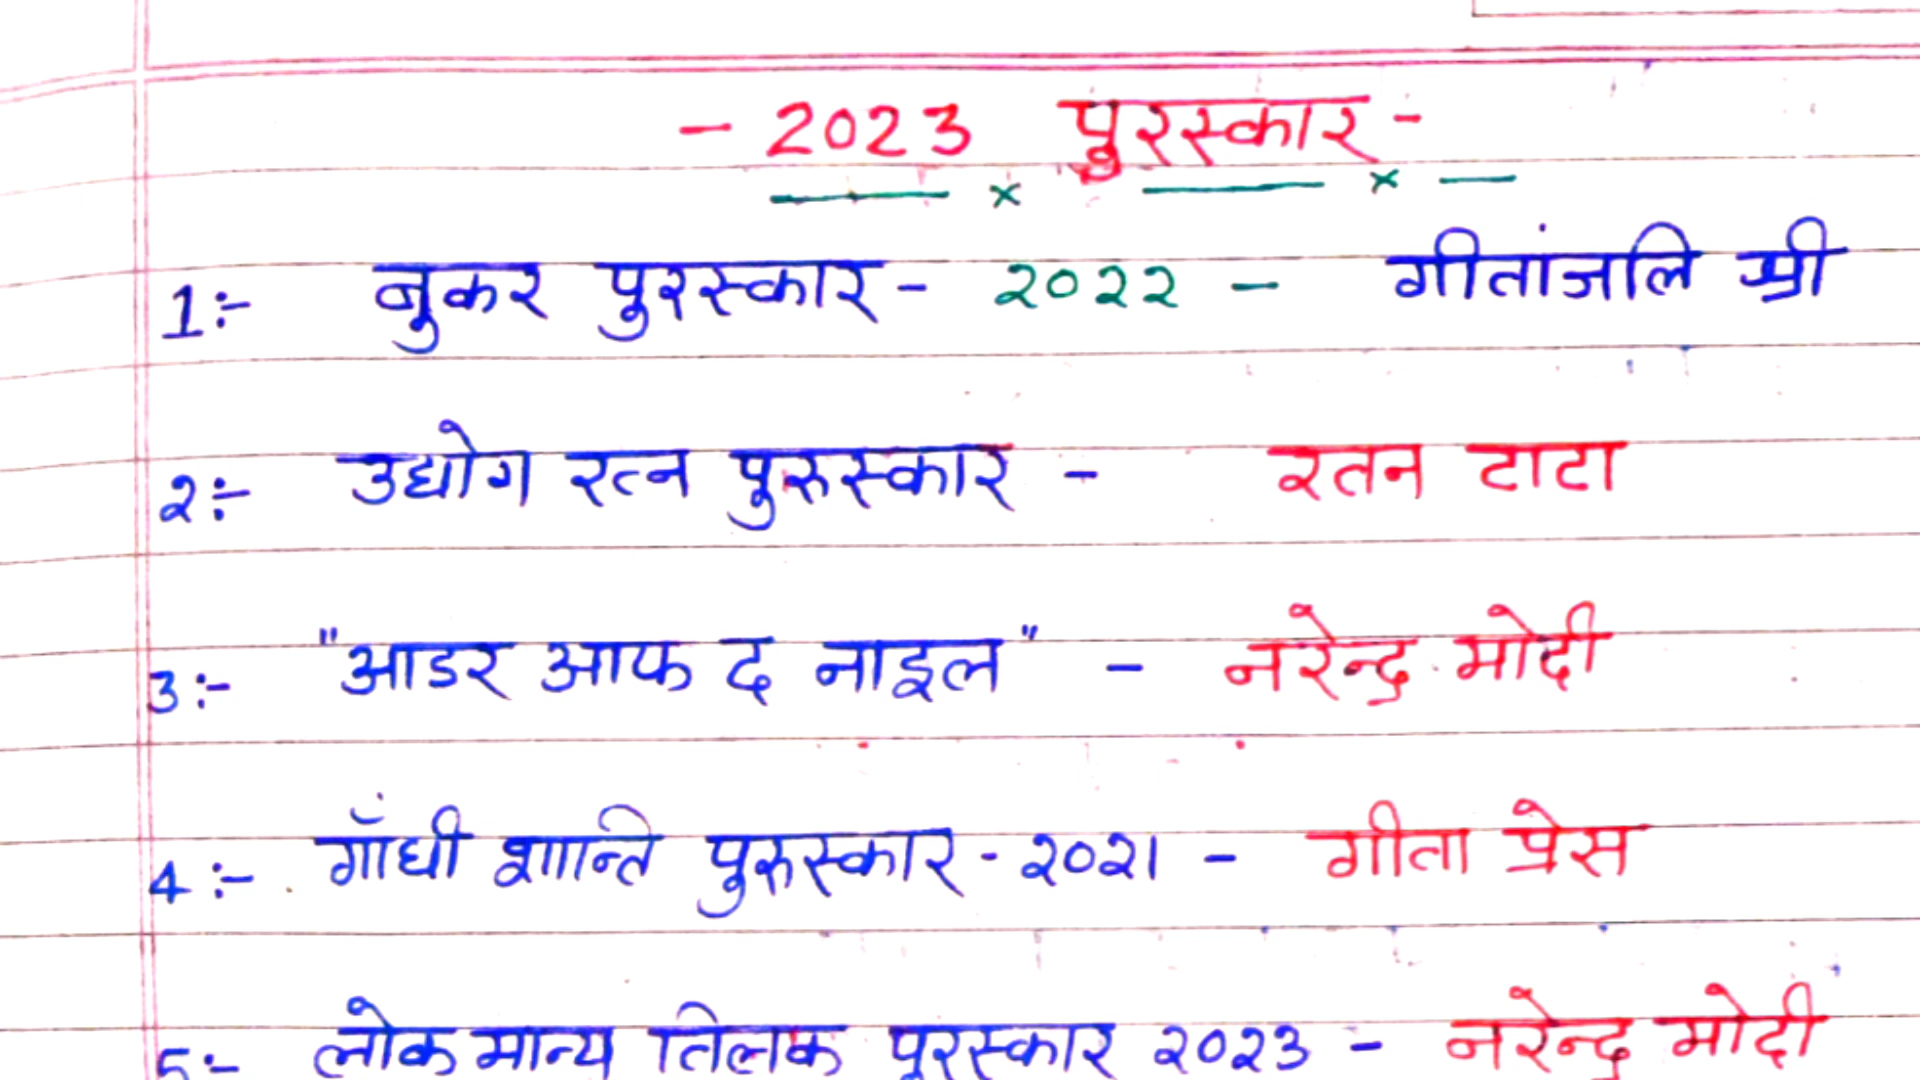 - 2023 पुरस्कार -
1:- बुकर पुरस्कार - २०२२ - गीतांजलि श्री
२:- उद्योग रत्न पुरुस्कार - रतन टाटा
3:- "आडर आफ द नाइल" - नरेन्द्र मोदी
4:- गाँधी शान्ति पुरुस्कार - २०२१ - गीता प्रेस
5:- लोकमान्य तिलक पुरस्कार २०२३ - नरेन्द्र मोदी